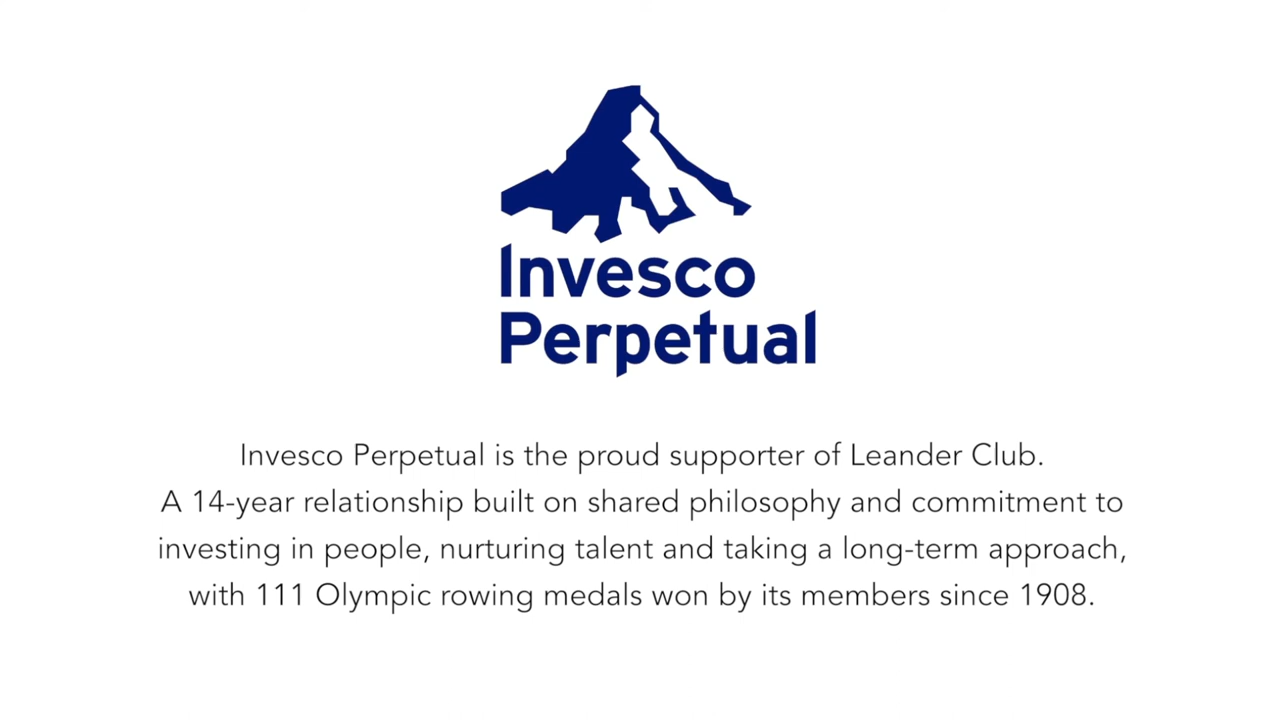 Invesco
Perpetual
Invesco Perpetual is the proud supporter of Leander Club.
A 14-year relationship built on shared philosophy and commitment to
investing in people, nurturing talent and taking a long-term approach,
with 111 Olympic rowing medals won by its members since 1908.